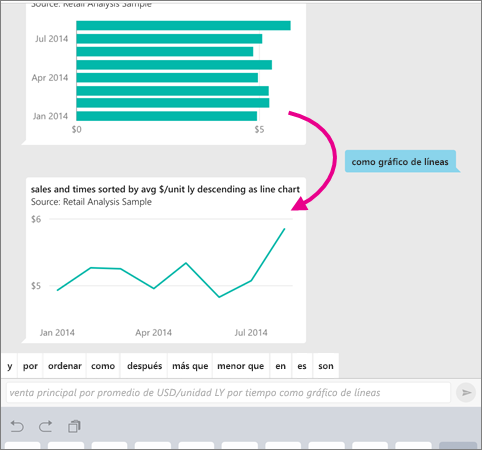 Source: Retail Analysis Sample
Jul 2014
Apr 2014
Jan 2014
$0 $5
como gráfico de líneas
sales and times sorted by avg $/unit ly descending as line chart
Source: Retail Analysis Sample
$6
$5
Jan 2014 Apr 2014 Jul 2014
y por ordenar como después más que menor que en es son
venta principal por promedio de USD/unidad LY por tiempo como gráfico de líneas